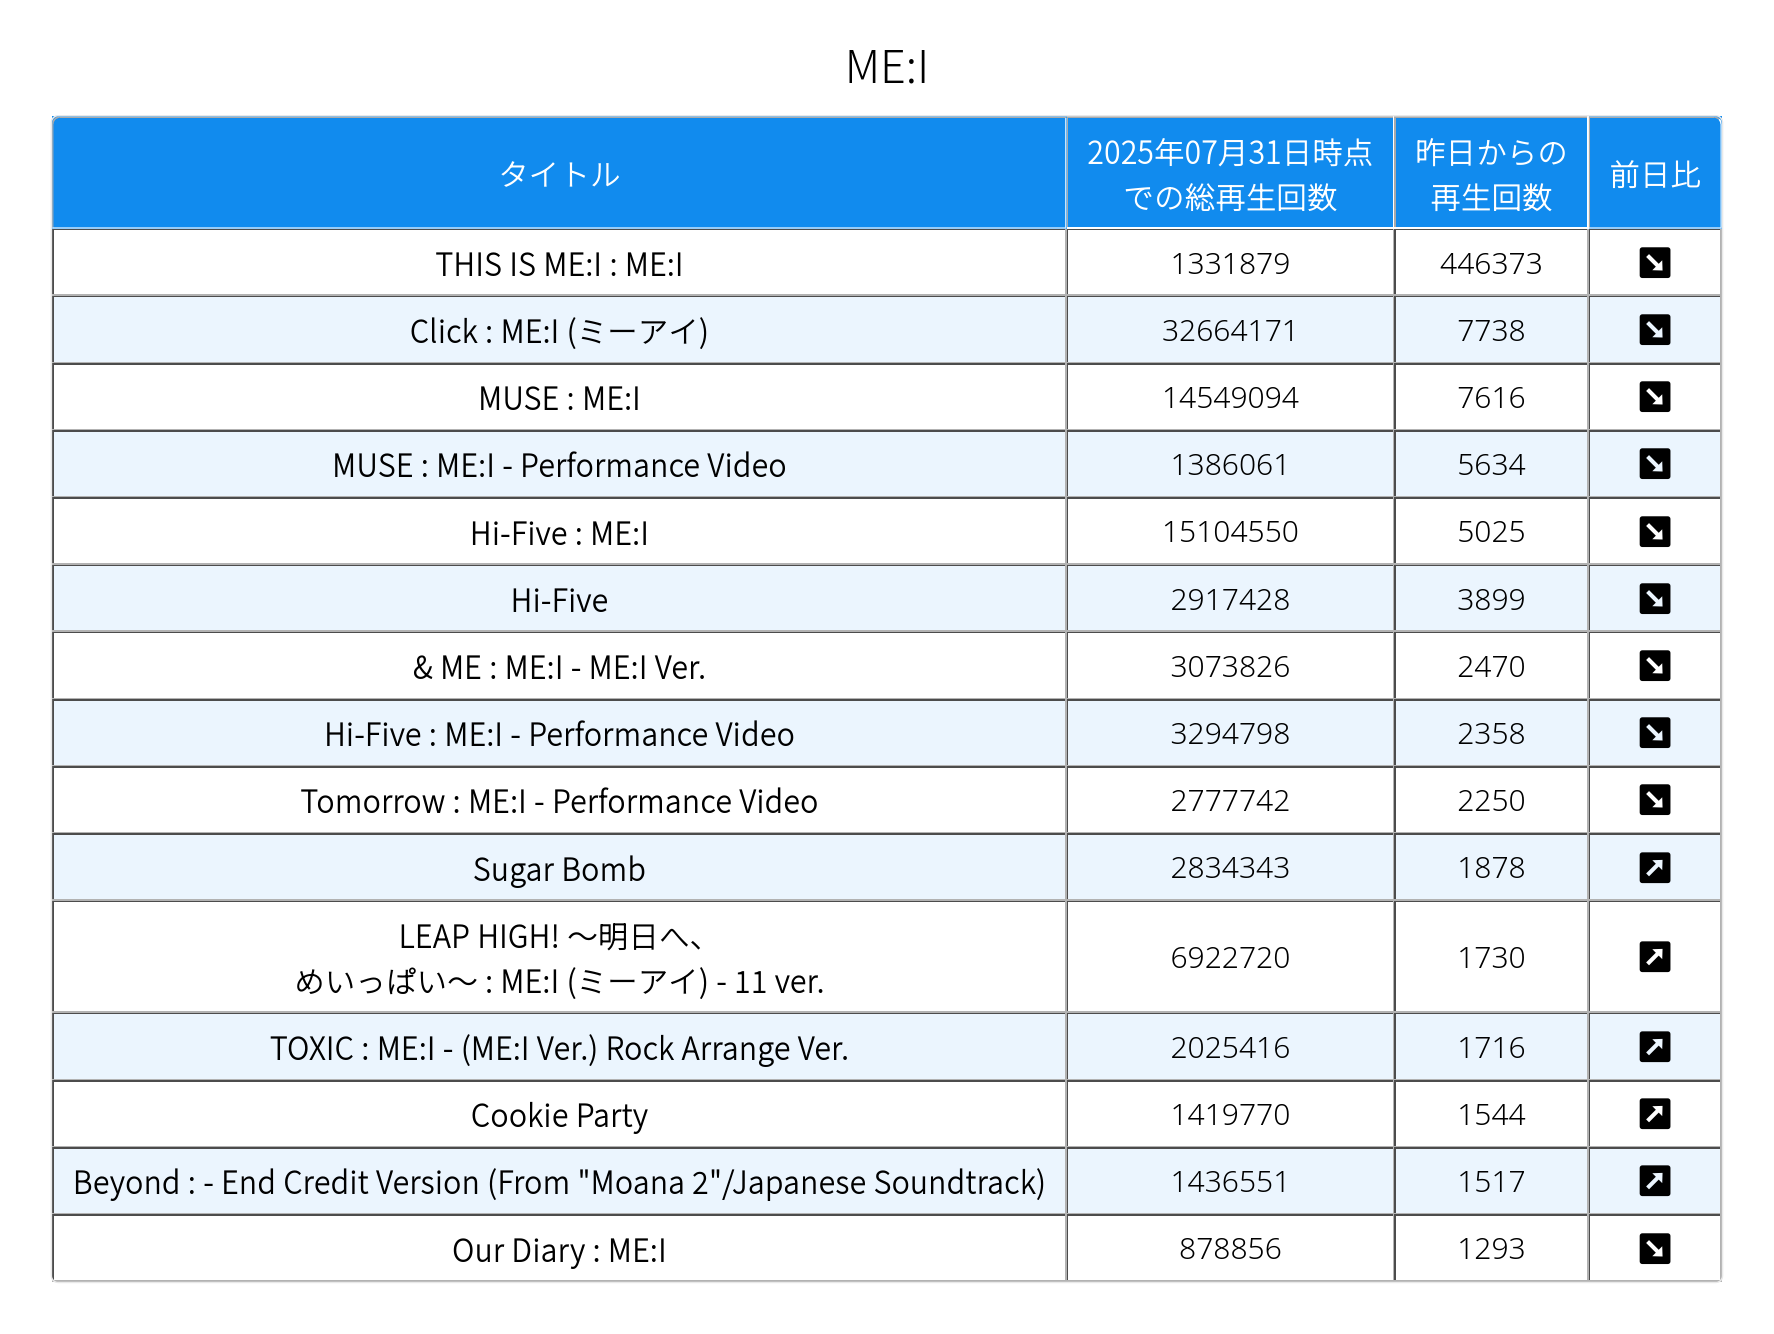 ME:I
タイトル
2025年07月31日時点
での総再生回数
昨日からの
再生回数
前日比
THIS IS ME:I : ME:I 1331879 446373
Click : ME:I (ミーアイ) 32664171 7738
MUSE : ME:I 14549094 7616
MUSE : ME:I - Performance Video 1386061 5634
Hi-Five : ME:I 15104550 5025
Hi-Five 2917428 3899
& ME : ME:I - ME:I Ver. 3073826 2470
Hi-Five : ME:I - Performance Video 3294798 2358
Tomorrow : ME:I - Performance Video 2777742 2250
Sugar Bomb 2834343 1878
LEAP HIGH! 〜明日へ、
めいっぱい〜 : ME:I (ミーアイ) - 11 ver. 6922720 1730
TOXIC : ME:I - (ME:I Ver.) Rock Arrange Ver. 2025416 1716
Cookie Party 1419770 1544
Beyond : - End Credit Version (From "Moana 2"/Japanese Soundtrack) 1436551 1517
Our Diary : ME:I 878856 1293